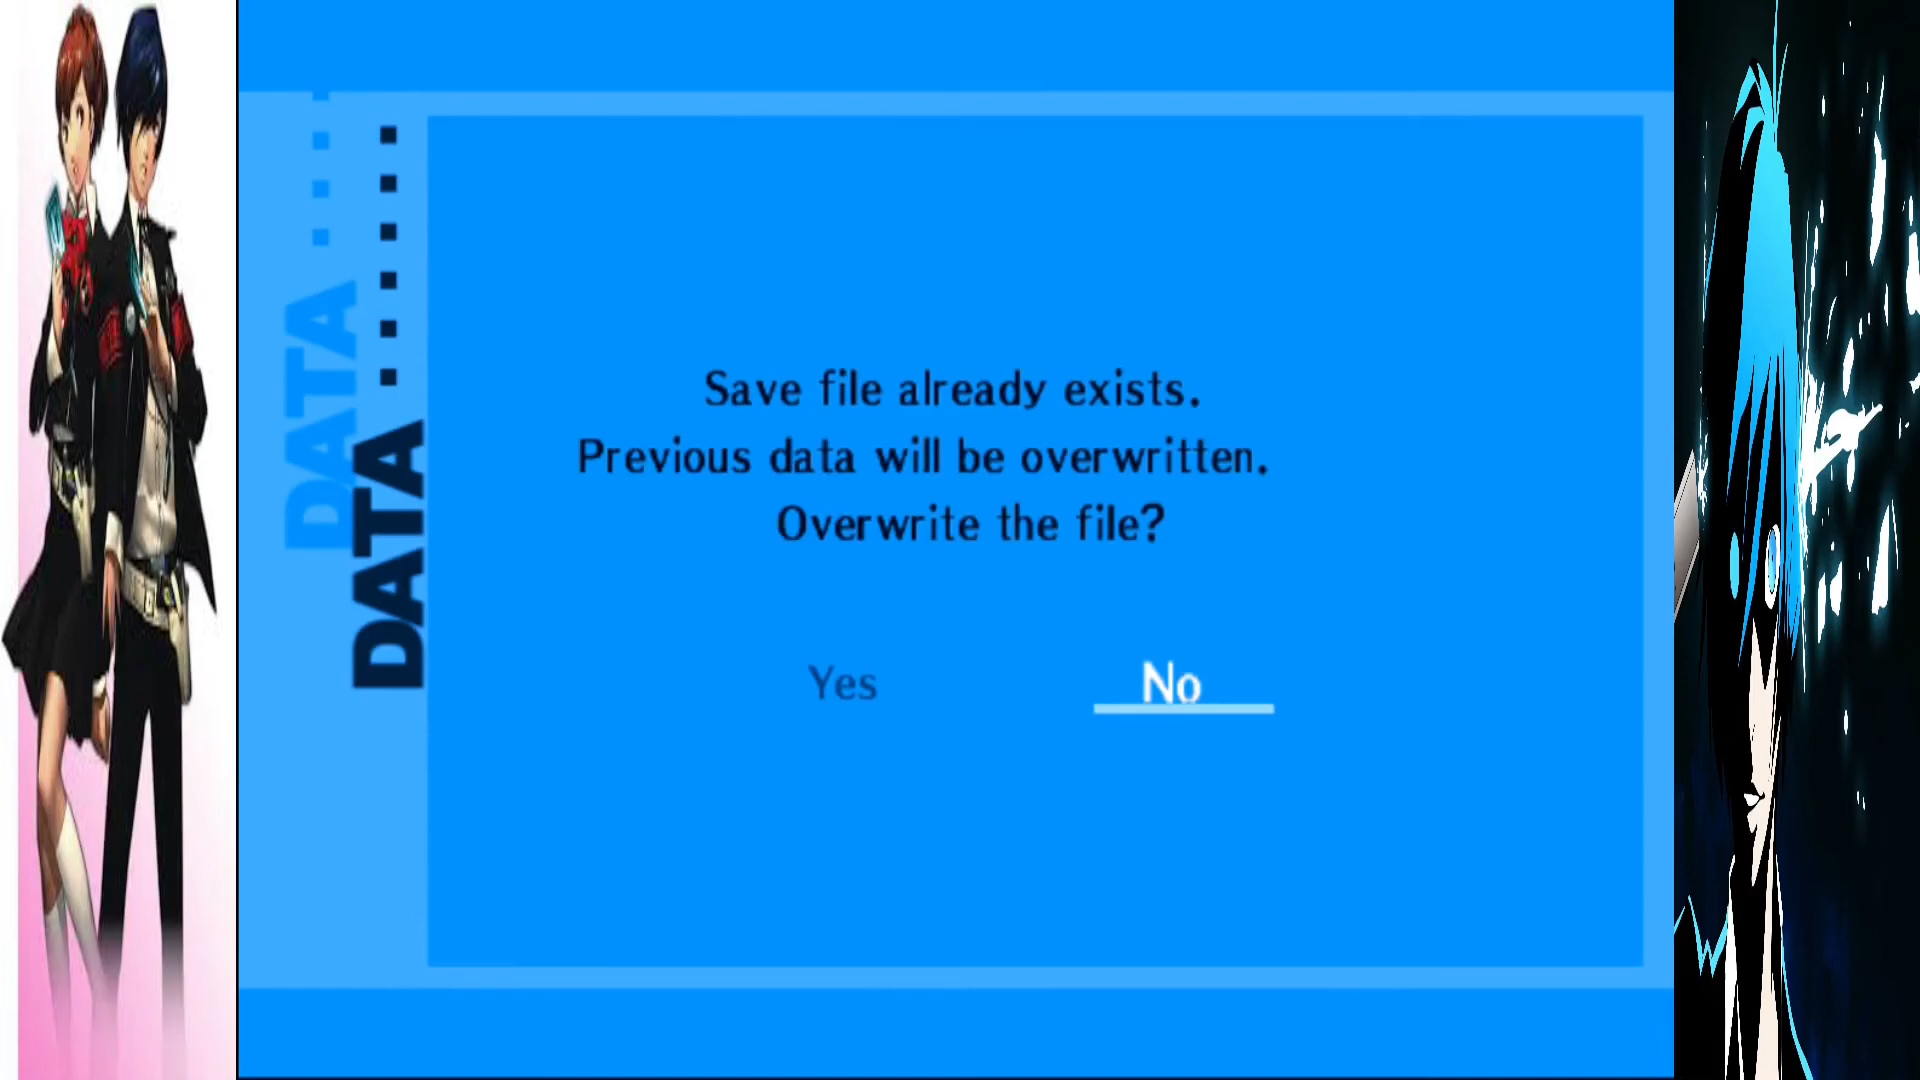 DATA
DATA
Save file already exists.
Previous data will be overwritten.
Overwrite the file?
Yes
No